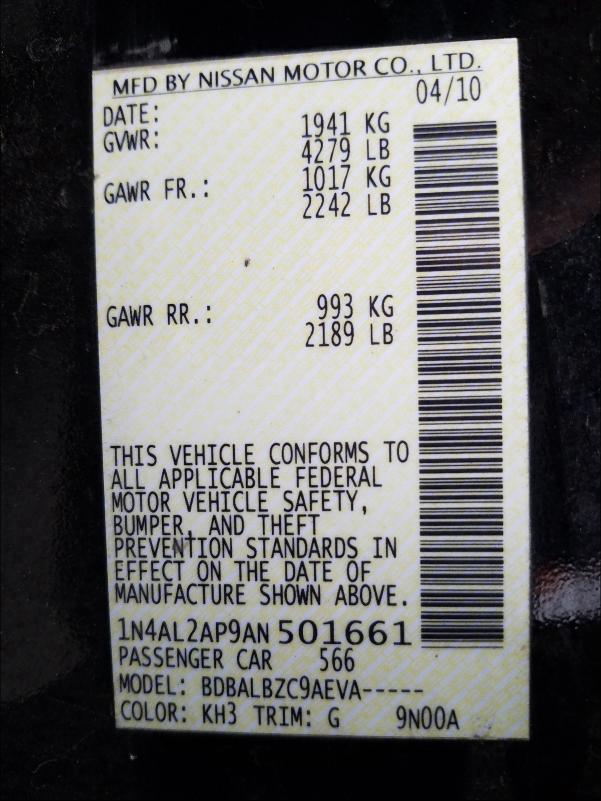 MFD BY NISSAN MOTOR CO., LTD.
DATE: 04/10
GVWR: 1941 KG
4279 LB
GAWR FR.: 1017 KG
2242 LB
GAWR RR.: 993 KG
2189 LB
THIS VEHICLE CONFORMS TO
ALL APPLICABLE FEDERAL
MOTOR VEHICLE SAFETY,
BUMPER, AND THEFT
PREVENTION STANDARDS IN
EFFECT ON THE DATE OF
MANUFACTURE SHOWN ABOVE.
1N4AL2AP9AN 501661
PASSENGER CAR 566
MODEL: BDBALBZC9AEVA-----
COLOR: KH3 TRIM: G 9N00A